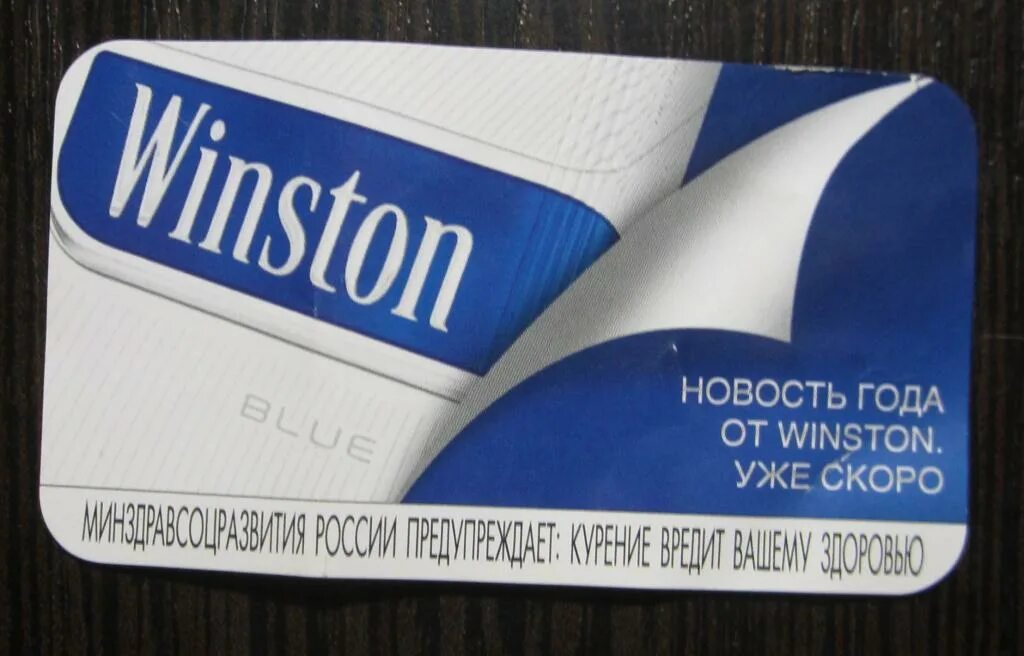 Winston
BLUE
НОВОСТЬ ГОДА
ОТ WINSTON.
УЖЕ СКОРО
МИНЗДРАВСОЦРАЗВИТИЯ РОССИИ ПРЕДУПРЕЖДАЕТ: КУРЕНИЕ ВРЕДИТ ВАШЕМУ ЗДОРОВЬЮ